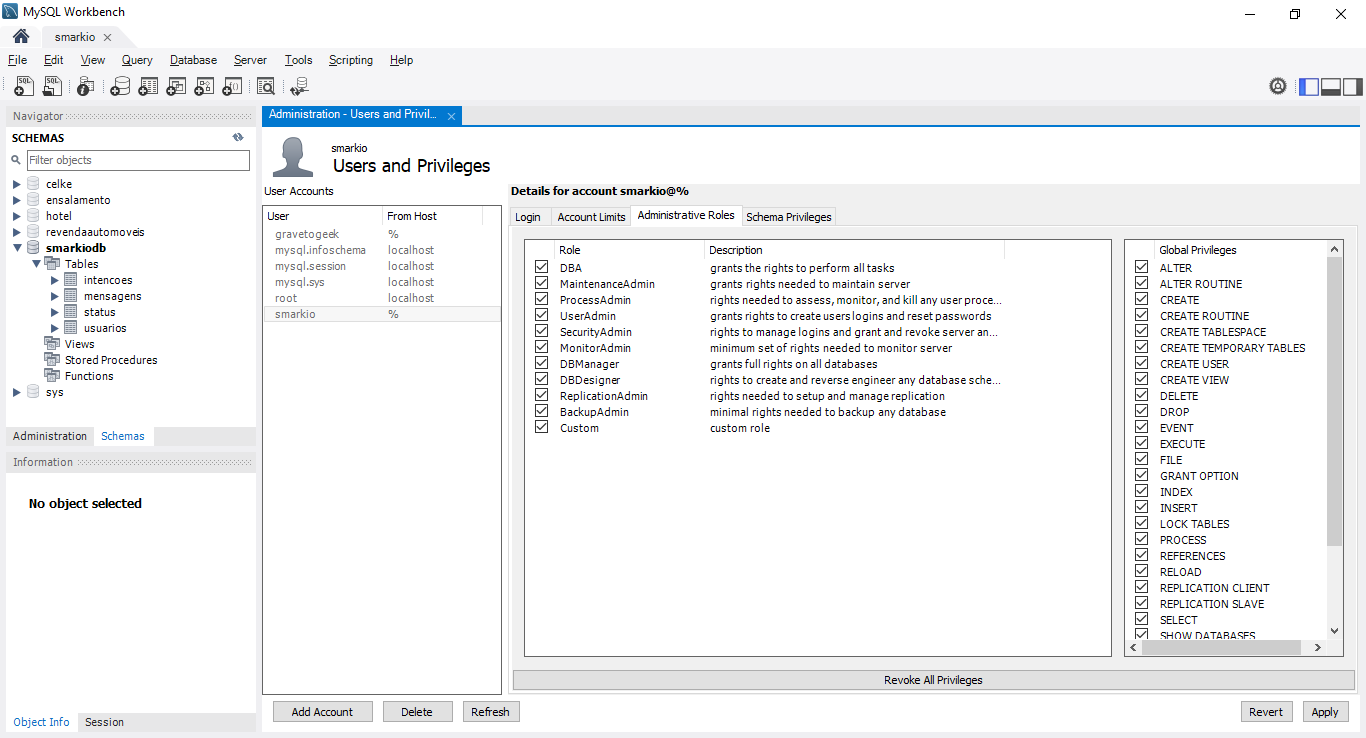 MySQL Workbench
smarkio
File Edit View Query Database Server Tools Scripting Help
Navigator
SCHEMAS
Filter objects
celke
ensalamento
hotel
revendaautomoveis
smarkiodb
Tables
intencoes
mensagens
status
usuarios
Views
Stored Procedures
Functions
sys
Administration Schemas
Information
No object selected
Object Info Session
Administration - Users and Privil...
smarkio
Users and Privileges
User Accounts
User From Host
gravetogeek %
mysql.infoschema localhost
mysql.session localhost
mysql.sys localhost
root localhost
smarkio %
Add Account Delete Refresh
Details for account smarkio@%
Login Account Limits Administrative Roles Schema Privileges
Role Description
DBA grants the rights to perform all tasks
MaintenanceAdmin grants rights needed to maintain server
ProcessAdmin rights needed to assess, monitor, and kill any user proce...
UserAdmin grants rights to create users logins and reset passwords
SecurityAdmin rights to manage logins and grant and revoke server an...
MonitorAdmin minimum set of rights needed to monitor server
DBManager grants full rights on all databases
DBDesigner rights to create and reverse engineer any database sche...
ReplicationAdmin rights needed to setup and manage replication
BackupAdmin minimal rights needed to backup any database
Custom custom role
Global Privileges
ALTER
ALTER ROUTINE
CREATE
CREATE ROUTINE
CREATE TABLESPACE
CREATE TEMPORARY TABLES
CREATE USER
CREATE VIEW
DELETE
DROP
EVENT
EXECUTE
FILE
GRANT OPTION
INDEX
INSERT
LOCK TABLES
PROCESS
REFERENCES
RELOAD
REPLICATION CLIENT
REPLICATION SLAVE
SELECT
SHOW DATABASES
Revoke All Privileges
Revert Apply